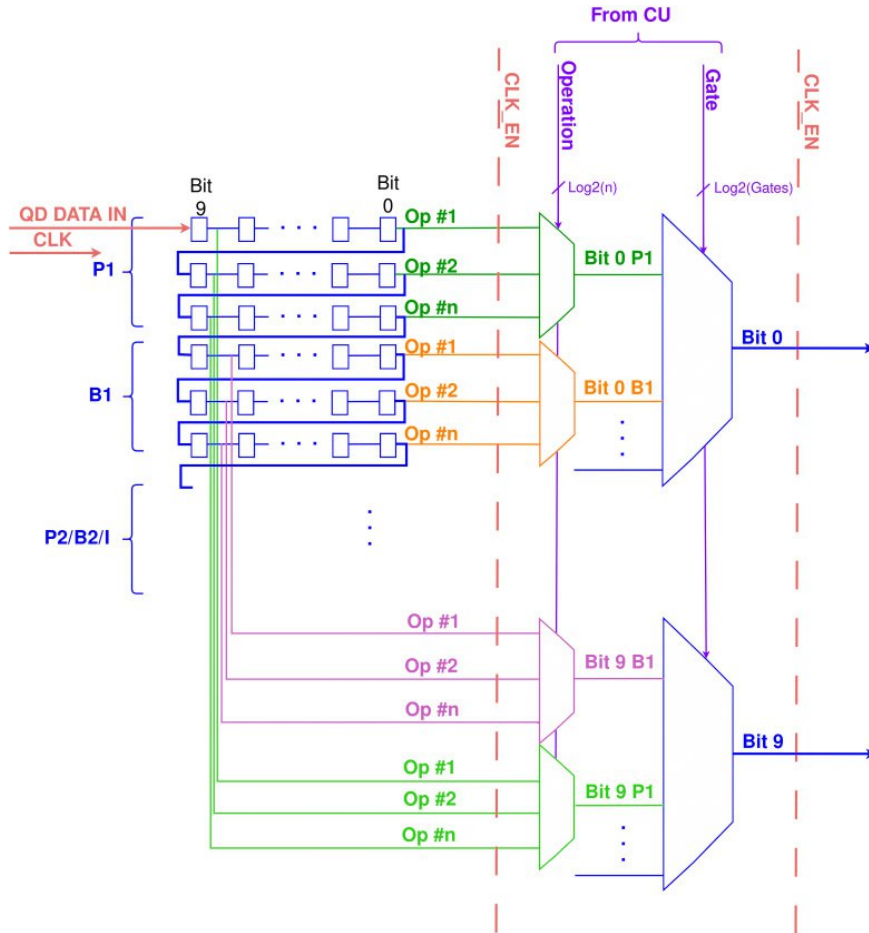 From CU
CLK_EN
Operation
Gate
CLK_EN
Log2(n)
Log2(Gates)
Bit
9
Bit
0
QD DATA IN
CLK
P1
Op #1
Op #2
Op #n
Bit 0 P1
Bit 0
B1
Op #1
Op #2
Op #n
Bit 0 B1
P2/B2/I
Op #1
Op #2
Op #n
Bit 9 B1
Bit 9
Op #1
Op #2
Op #n
Bit 9 P1